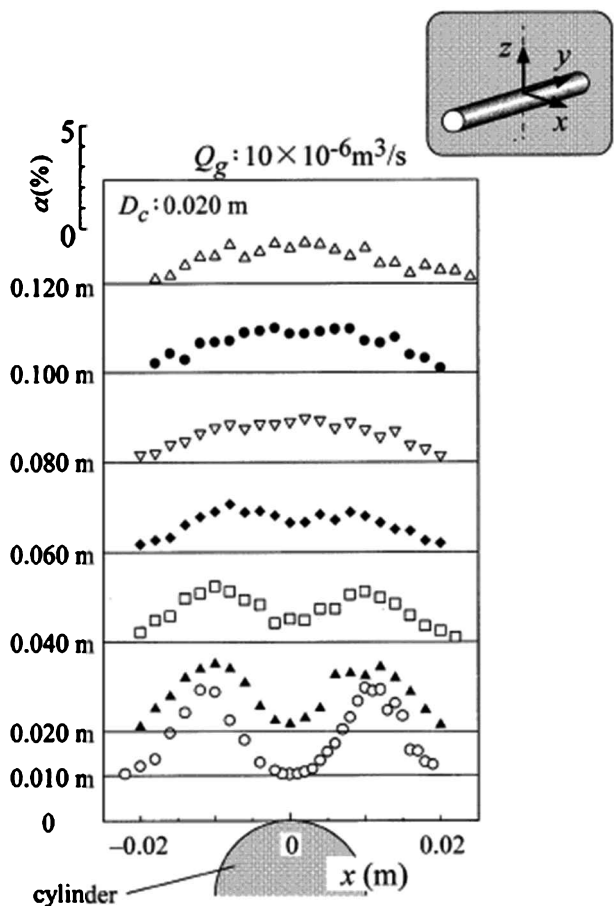 z
y
x
5
α(%)
0
Q_g : 10 × 10⁻⁶m³/s
D_c : 0.020 m
0.120 m
0.100 m
0.080 m
0.060 m
0.040 m
0.020 m
0.010 m
0
−0.02 0 0.02
x (m)
cylinder